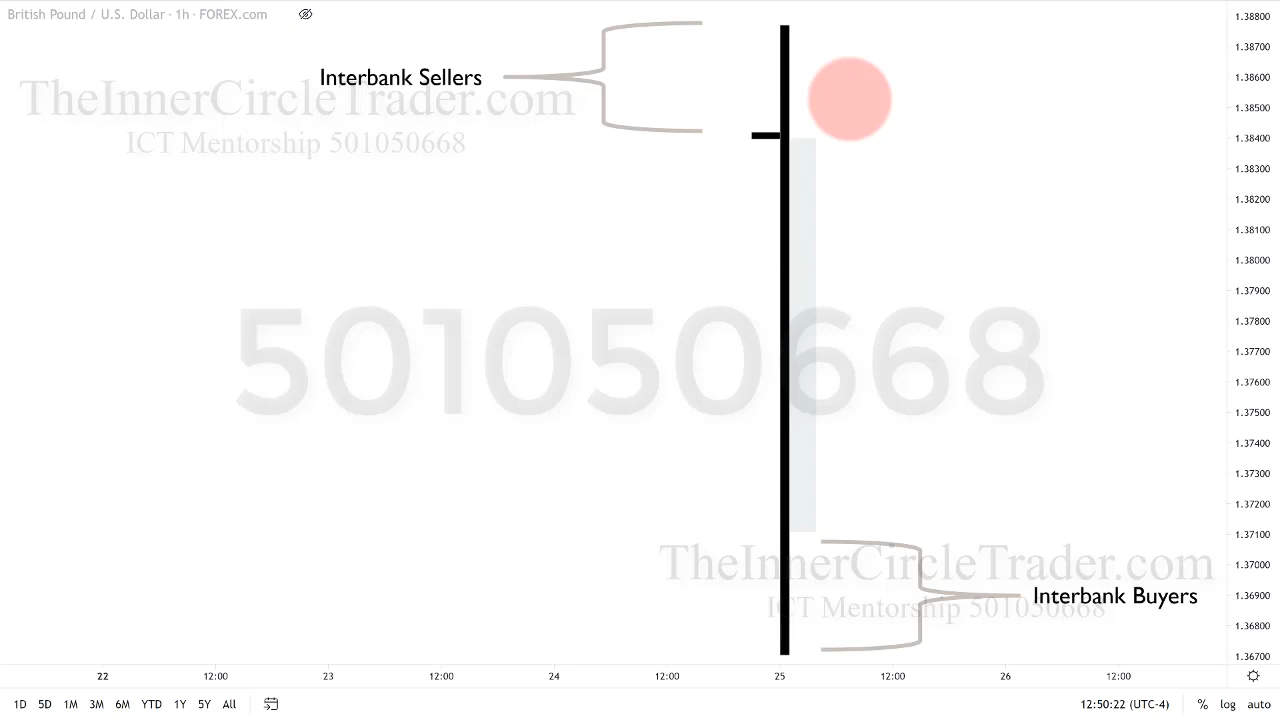 British Pound / U.S. Dollar · 1h · FOREX.com
Interbank Sellers
TheInnerCircleTrader.com
ICT Mentorship 501050668
501050668
TheInnerCircleTrader.com
ICT Mentorship 501050668
Interbank Buyers
1.38800
1.38700
1.38600
1.38500
1.38400
1.38300
1.38200
1.38100
1.38000
1.37900
1.37800
1.37700
1.37600
1.37500
1.37400
1.37300
1.37200
1.37100
1.37000
1.36900
1.36800
1.36700
22 12:00 23 12:00 24 12:00 25 12:00 26 12:00
1D 5D 1M 3M 6M YTD 1Y 5Y All 12:50:22 (UTC-4) % log auto